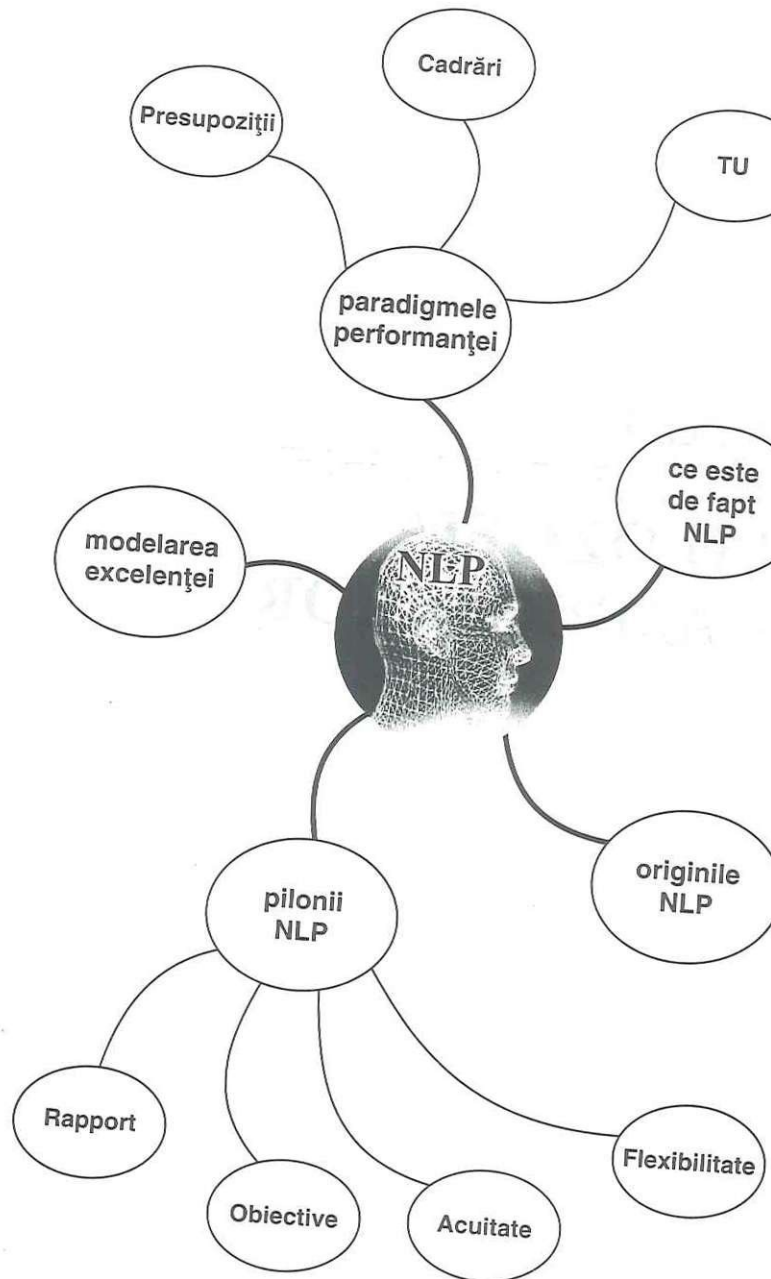 Cadrări
Presupoziţii
TU
paradigmele
performanţei
ce este
de fapt
NLP
modelarea
excelenţei
NLP
originile
NLP
pilonii
NLP
Rapport
Flexibilitate
Obiective
Acuitate